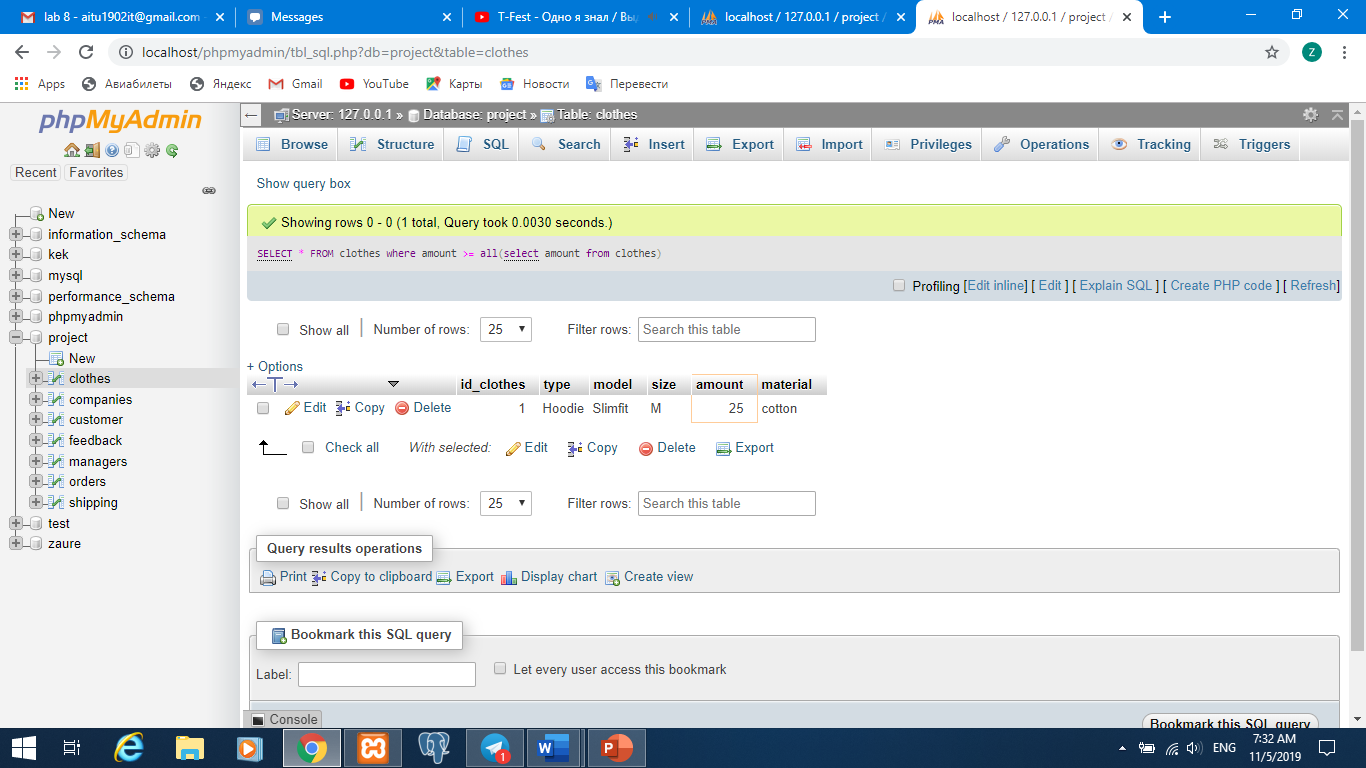 lab 8 - aitu1902it@gmail.com
Messages
T-Fest - Одно я знал / Вы
localhost / 127.0.0.1 / project /
localhost / 127.0.0.1 / project /
localhost/phpmyadmin/tbl_sql.php?db=project&table=clothes
Z
Apps
Авиабилеты
Яндекс
Gmail
YouTube
Карты
Новости
Перевести
phpMyAdmin
Recent
Favorites
New
information_schema
kek
mysql
performance_schema
phpmyadmin
project
New
clothes
companies
customer
feedback
managers
orders
shipping
test
zaure
Server: 127.0.0.1 » Database: project » Table: clothes
Browse Structure SQL Search Insert Export Import Privileges Operations Tracking Triggers
Show query box
Showing rows 0 - 0 (1 total, Query took 0.0030 seconds.)
SELECT * FROM clothes where amount >= all(select amount from clothes)
Profiling [Edit inline] [ Edit ] [ Explain SQL ] [ Create PHP code ] [ Refresh]
Show all | Number of rows: 25 Filter rows: Search this table
+ Options
id_clothes type model size amount material
Edit Copy Delete 1 Hoodie Slimfit M 25 cotton
Check all With selected: Edit Copy Delete Export
Show all | Number of rows: 25 Filter rows: Search this table
Query results operations
Print Copy to clipboard Export Display chart Create view
Bookmark this SQL query
Label: Let every user access this bookmark
Console
Bookmark this SQL query
1
ENG
7:32 AM
11/5/2019